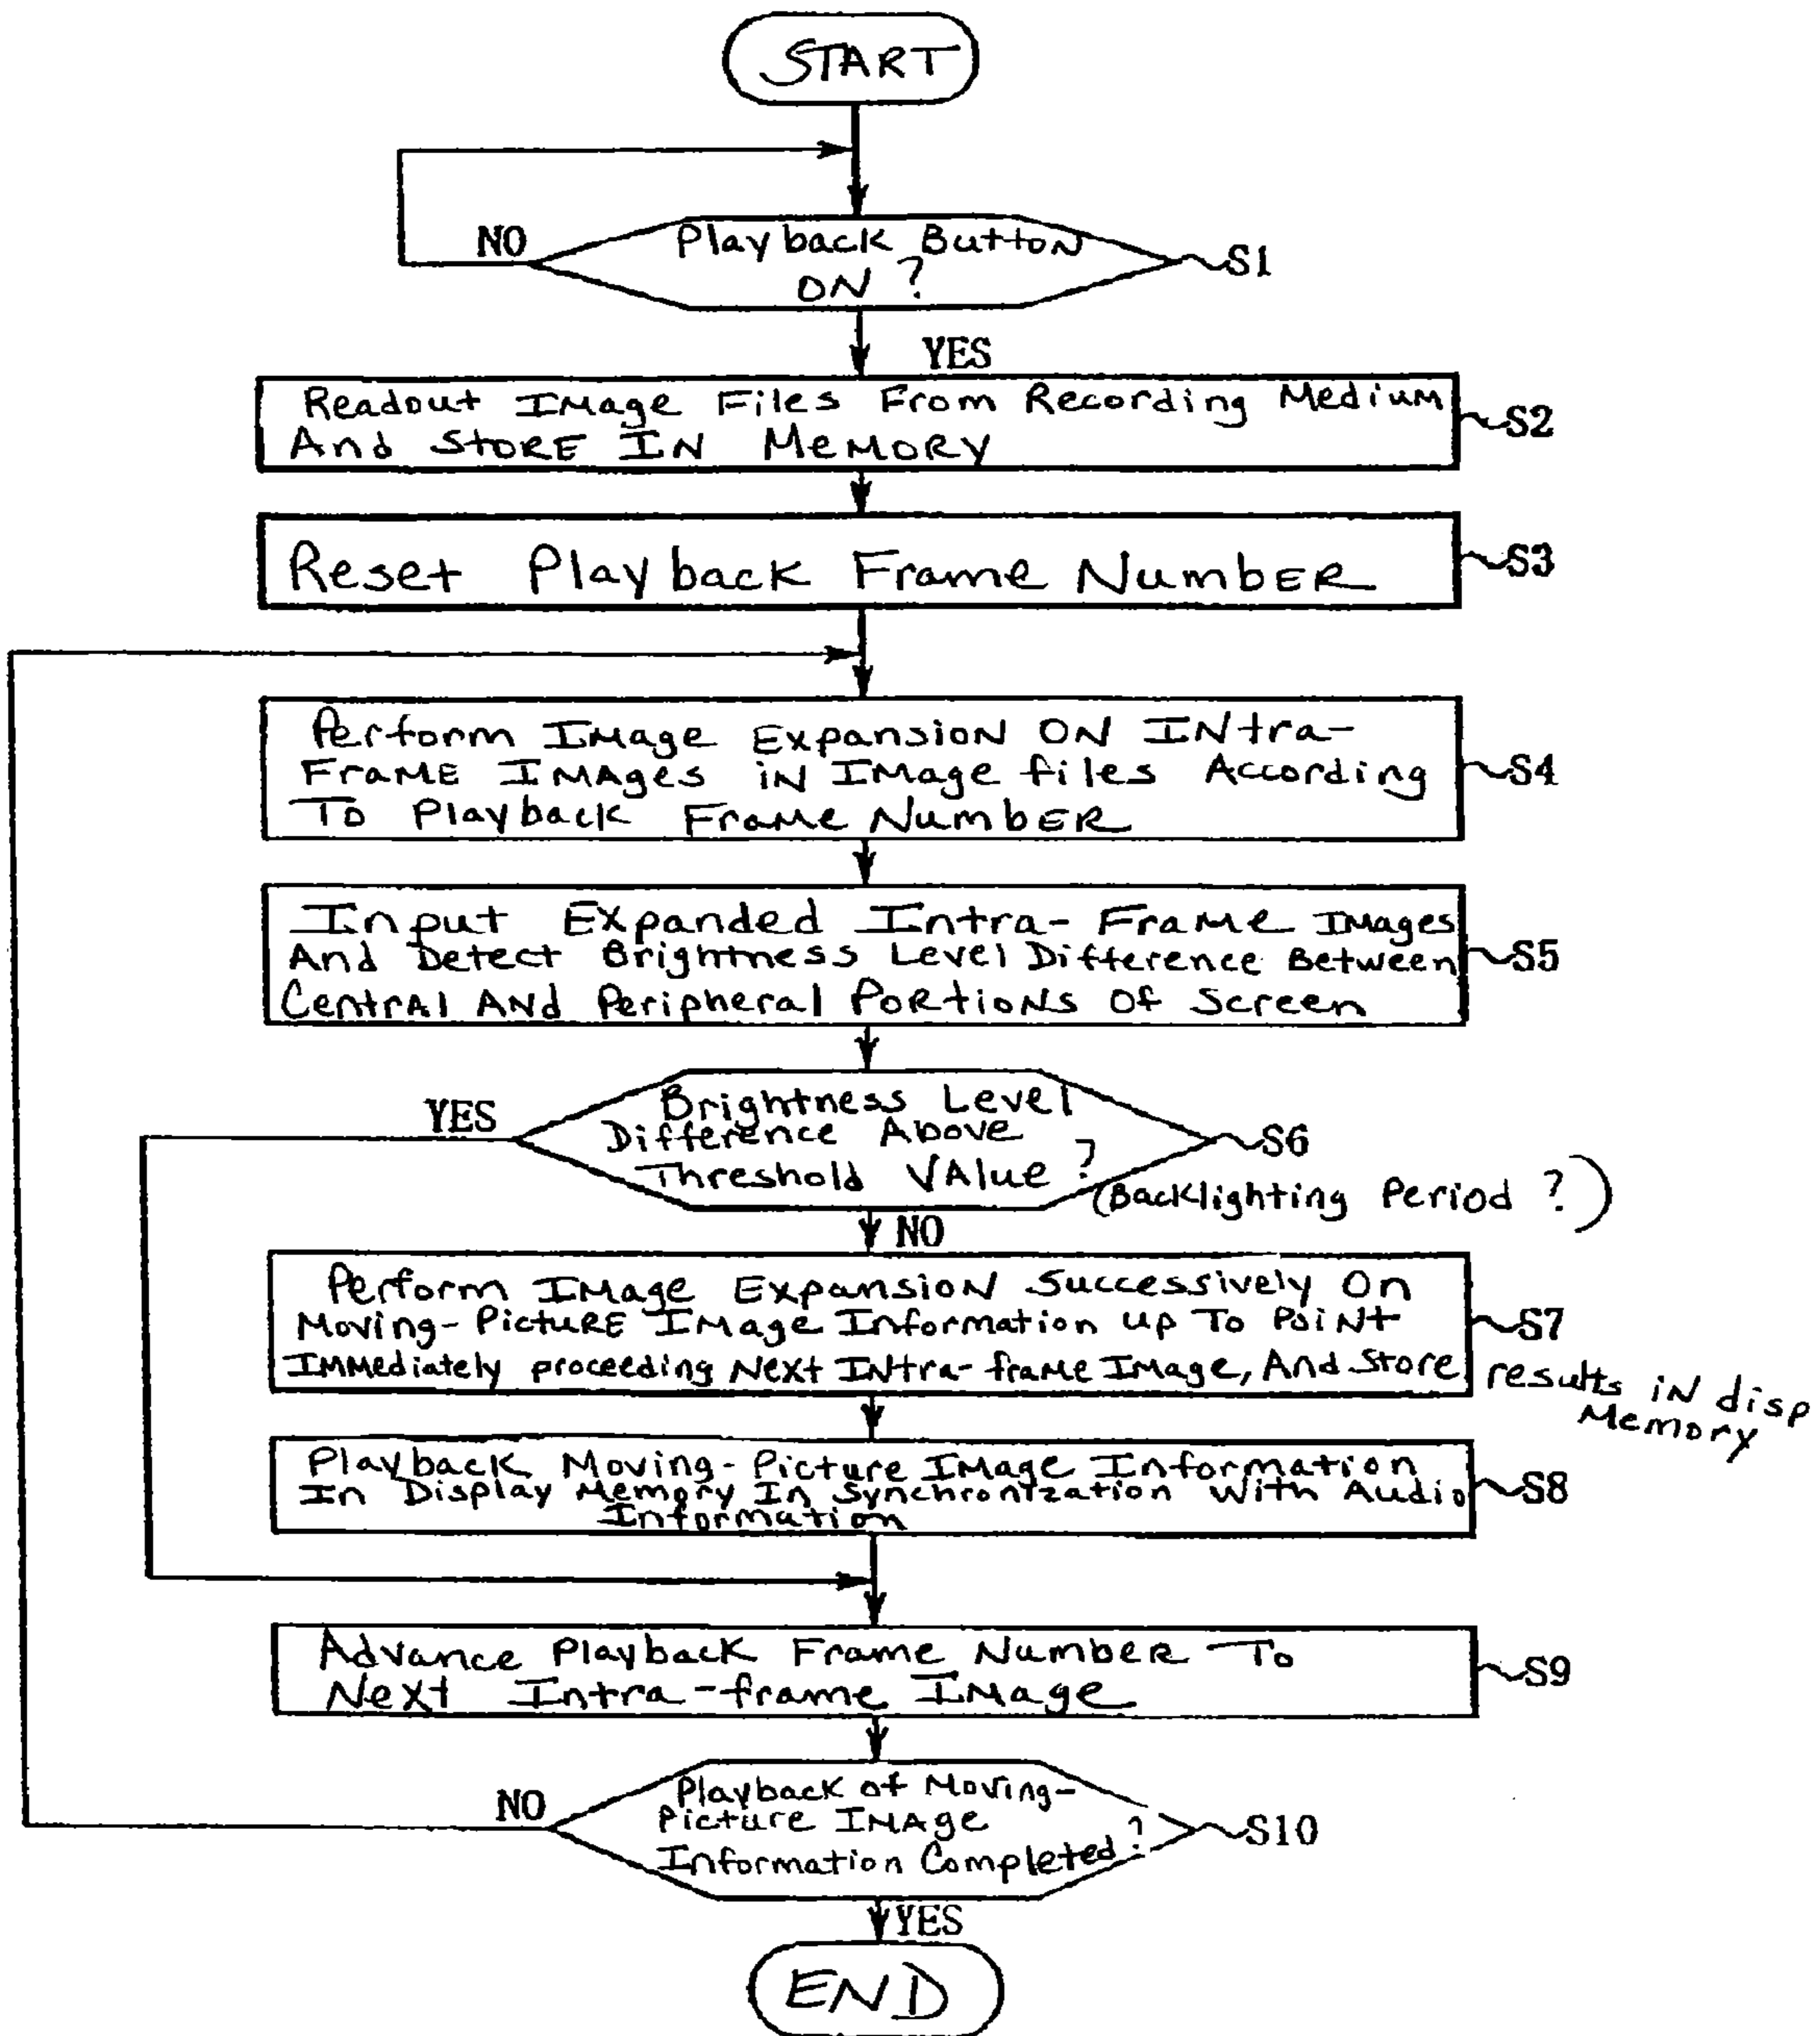 START
NO
Playback Button
ON ?
S1
YES
Readout Image Files From Recording Medium
And Store In Memory
S2
Reset Playback Frame Number
S3
Perform Image Expansion On Intra-
Frame Images in Image files According
To Playback Frame Number
S4
Input Expanded Intra-Frame Images
And Detect Brightness Level Difference Between
Central And Peripheral Portions Of Screen
S5
YES
Brightness Level
Difference Above
Threshold Value ?
S6
(Backlighting Period ?)
NO
Perform Image Expansion Successively On
Moving-Picture Image Information up To Point
Immediately proceeding Next Intra-frame Image, And Store results in disp
Memory
S7
Playback Moving-Picture Image Information
In Display Memory In Synchronization With Audio
Information
S8
Advance Playback Frame Number To
Next Intra-frame Image
S9
NO
Playback of Moving-
Picture Image
Information Completed ?
S10
YES
END